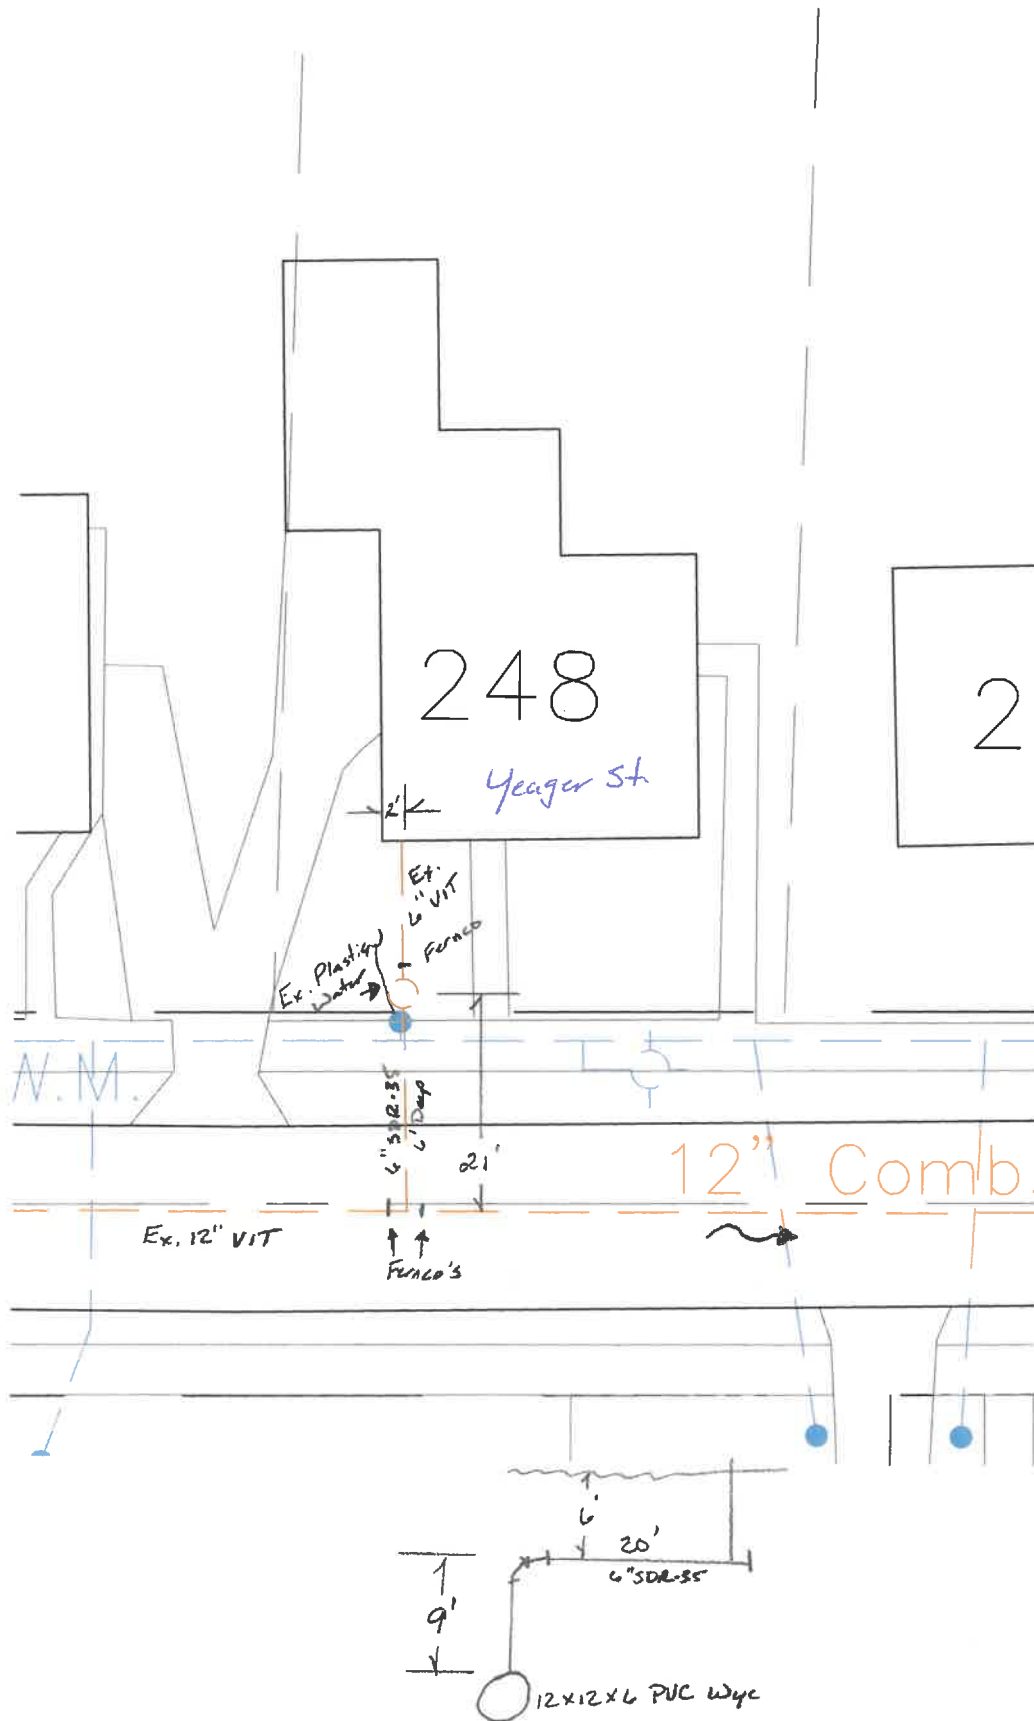 248
2
Yeager St.
2'
Ex.
6" VIT
Fernco
Ex. Plastic
Water
W.M.
6" SDR-35
6' Deep
21'
12" Comb.
Ex. 12" VIT
Fernco's
6'
20'
6" SDR-35
9'
12x12x6 PVC Wye